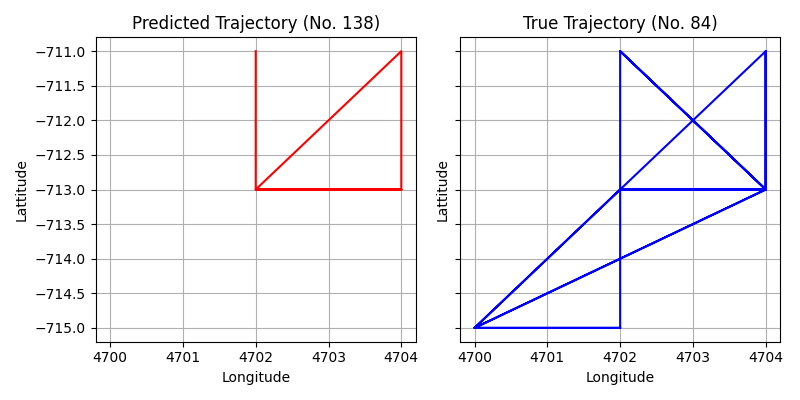 Predicted Trajectory (No. 138)
True Trajectory (No. 84)
Lattitude
−711.0
−711.5
−712.0
−712.5
−713.0
−713.5
−714.0
−714.5
−715.0
4700 4701 4702 4703 4704
Longitude
Lattitude
4700 4701 4702 4703 4704
Longitude